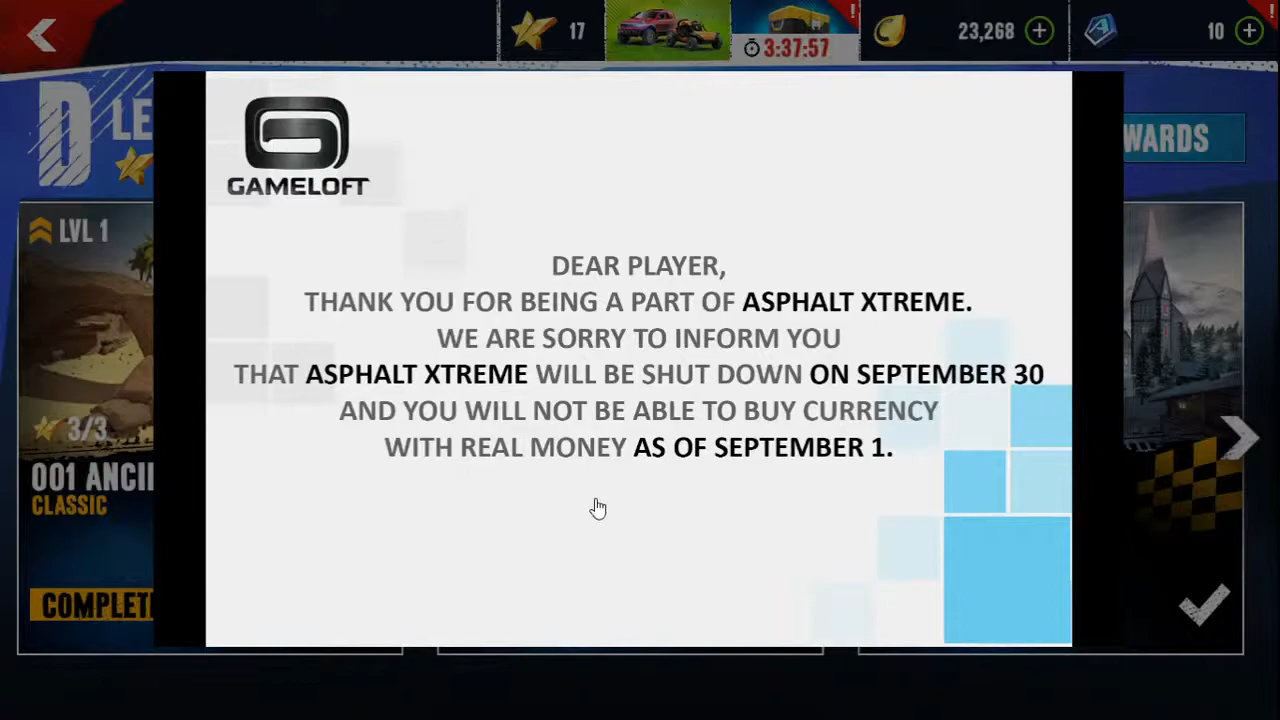 17
3:37:57
!
23,268
10
!
D LE
WARDS
GAMELOFT
LVL 1
DEAR PLAYER,
THANK YOU FOR BEING A PART OF ASPHALT XTREME.
WE ARE SORRY TO INFORM YOU
THAT ASPHALT XTREME WILL BE SHUT DOWN ON SEPTEMBER 30
AND YOU WILL NOT BE ABLE TO BUY CURRENCY
WITH REAL MONEY AS OF SEPTEMBER 1.
3/3
001 ANCI
CLASSIC
COMPLET